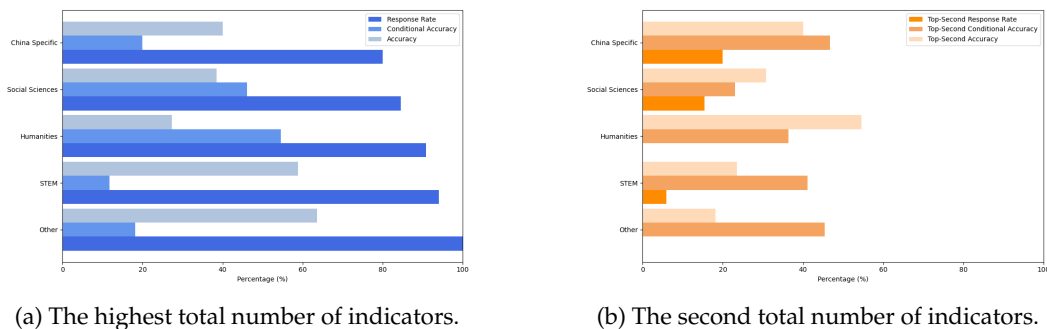 Response Rate
Conditional Accuracy
Accuracy
China Specific
Social Sciences
Humanities
STEM
Other
0 20 40 60 80 100
Percentage (%)
(a) The highest total number of indicators.
Top-Second Response Rate
Top-Second Conditional Accuracy
Top-Second Accuracy
China Specific
Social Sciences
Humanities
STEM
Other
0 20 40 60 80 100
Percentage (%)
(b) The second total number of indicators.